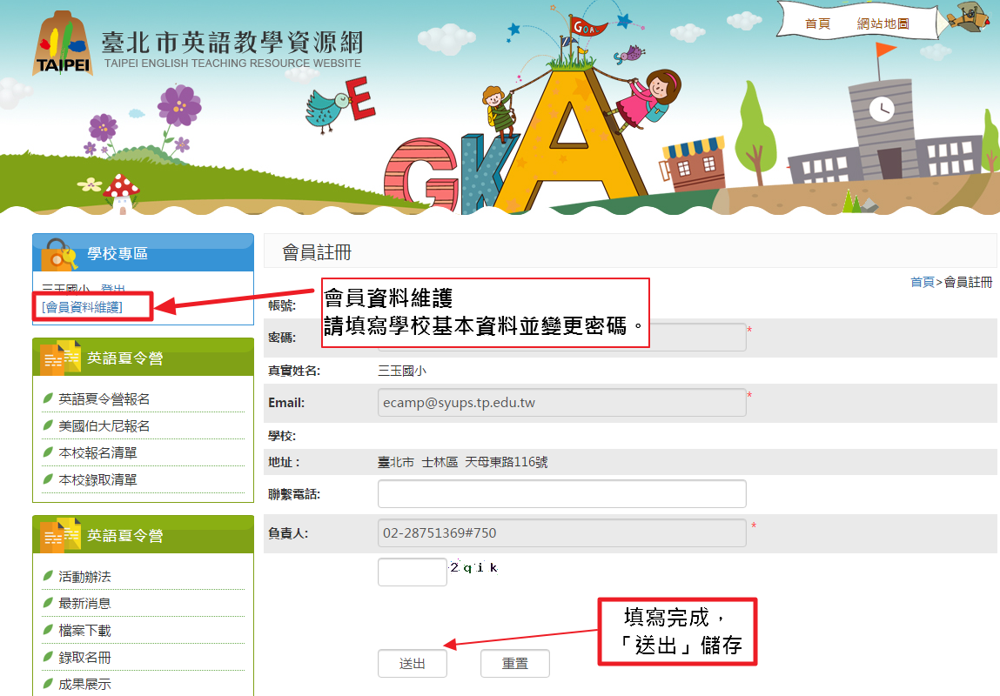 首頁 網站地圖
TAIPEI
臺北市英語教學資源網
TAIPEI ENGLISH TEACHING RESOURCE WEBSITE
GOAL
E
GKA
學校專區
三玉國小 登出
[會員資料維護]
英語夏令營
英語夏令營報名
美國伯大尼報名
本校報名清單
本校錄取清單
英語夏令營
活動辦法
最新消息
檔案下載
錄取名冊
成果展示
會員註冊
首頁>會員註冊
會員資料維護
請填寫學校基本資料並變更密碼。
帳號:
密碼: *
真實姓名: 三玉國小
Email: ecamp@syups.tp.edu.tw *
學校:
地址: 臺北市 士林區 天母東路116號
聯繫電話:
負責人: 02-28751369#750 *
2qik
填寫完成，
「送出」儲存
送出 重置